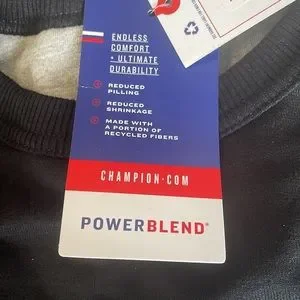 ENDLESS
COMFORT
+ ULTIMATE
DURABILITY
REDUCED
PILLING
REDUCED
SHRINKAGE
MADE WITH
A PORTION OF
RECYCLED FIBERS
CHAMPION.COM
POWERBLEND®